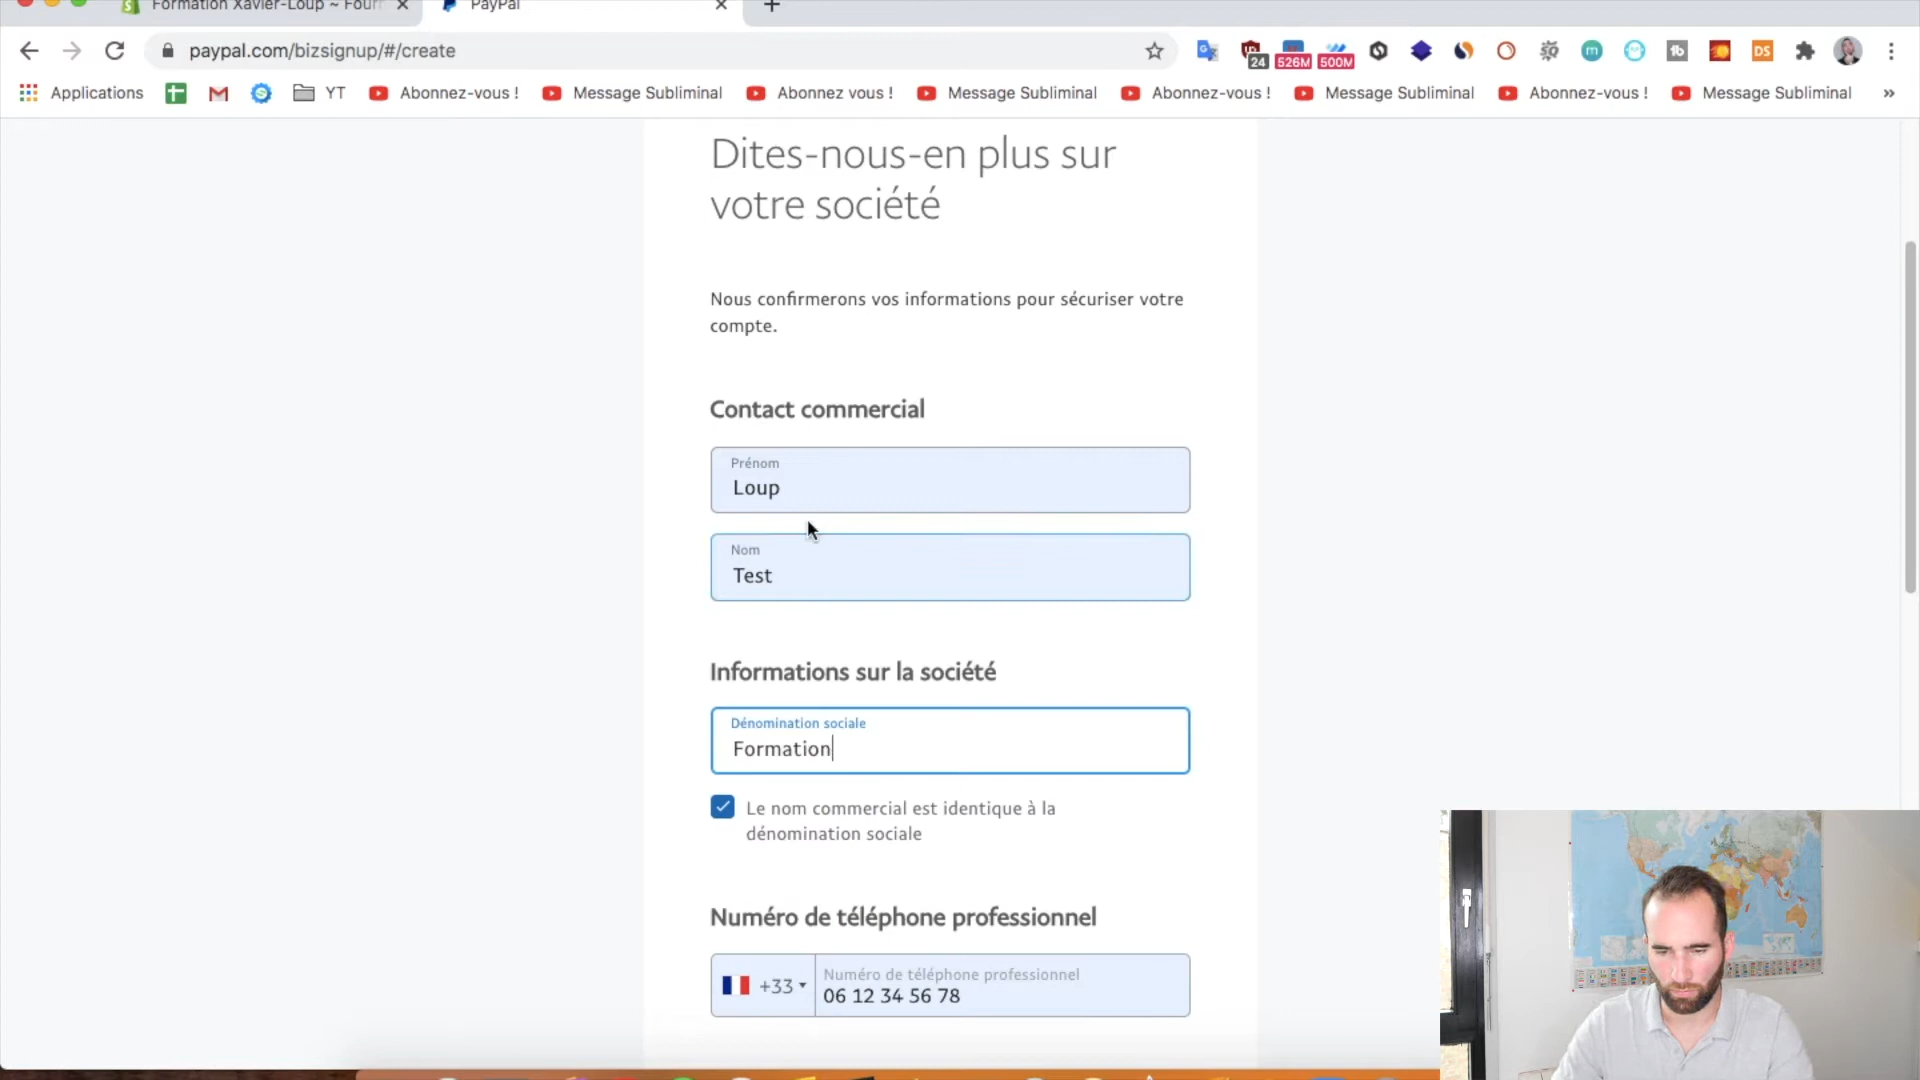 Formation Xavier-Loup ~ Four
PayPal
paypal.com/bizsignup/#/create
24
526M
500M
DS
Applications
YT
Abonnez-vous !
Message Subliminal
Abonnez vous !
Message Subliminal
Abonnez-vous !
Message Subliminal
Abonnez-vous !
Message Subliminal
»
Dites-nous-en plus sur
votre société
Nous confirmerons vos informations pour sécuriser votre
compte.
Contact commercial
Prénom
Loup
Nom
Test
Informations sur la société
Dénomination sociale
Formation
Le nom commercial est identique à la
dénomination sociale
Numéro de téléphone professionnel
+33
Numéro de téléphone professionnel
06 12 34 56 78